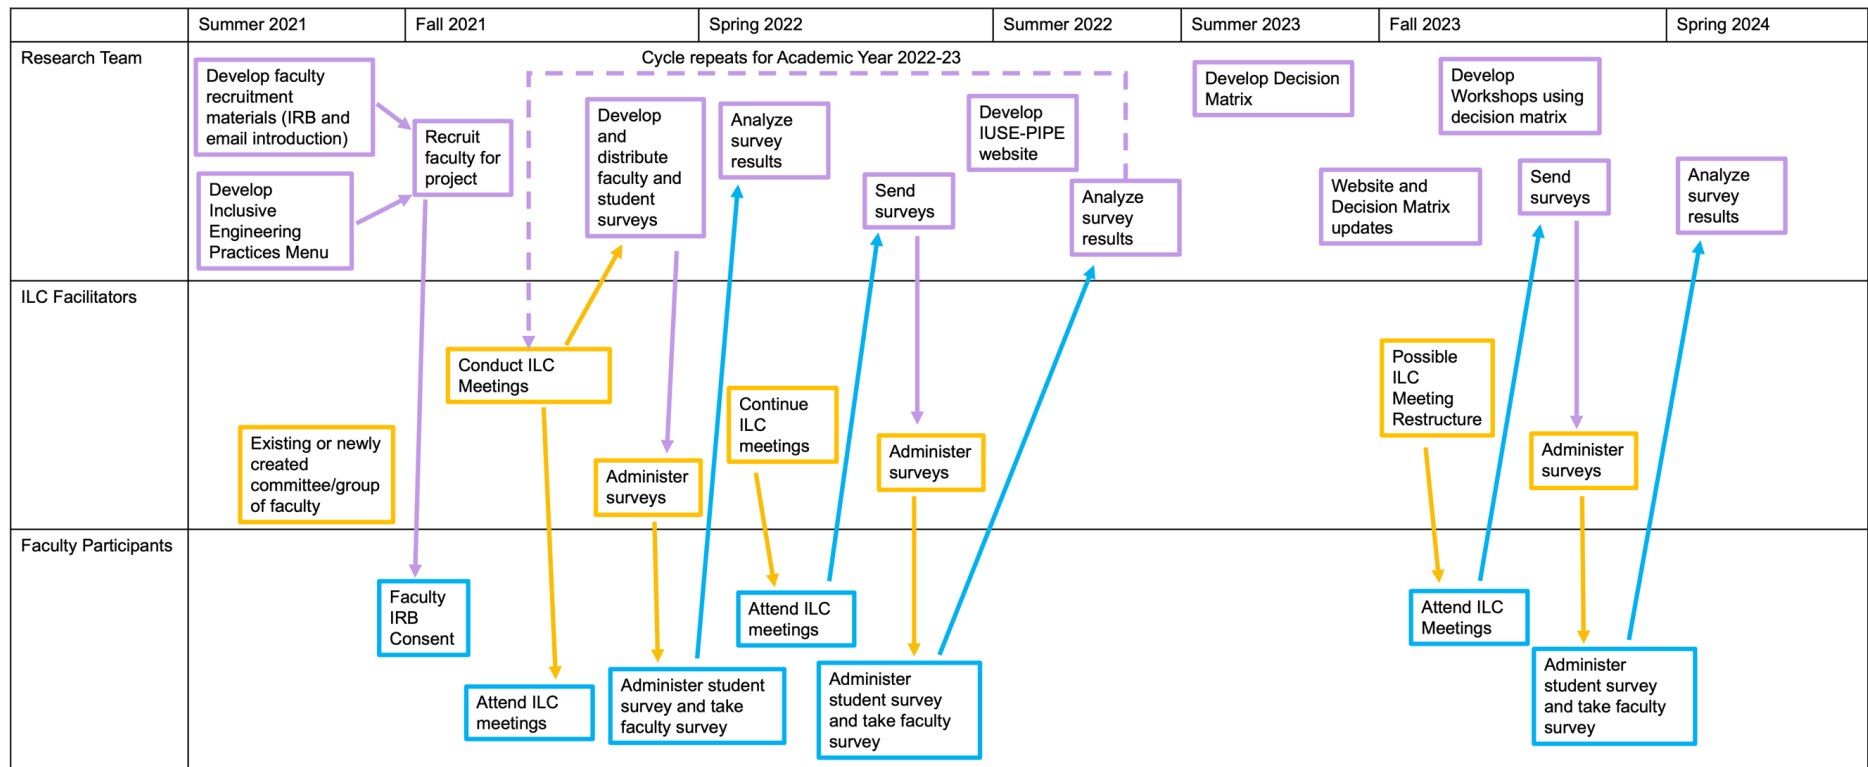 Summer 2021
Fall 2021
Spring 2022
Summer 2022
Summer 2023
Fall 2023
Spring 2024
Research Team
Cycle repeats for Academic Year 2022-23
Develop faculty
recruitment
materials (IRB and
email introduction)
Develop
Inclusive
Engineering
Practices Menu
Recruit
faculty for
project
Develop
and
distribute
faculty and
student
surveys
Analyze
survey
results
Send
surveys
Develop
IUSE-PIPE
website
Analyze
survey
results
Develop Decision
Matrix
Website and
Decision Matrix
updates
Develop
Workshops using
decision matrix
Send
surveys
Analyze
survey
results
ILC Facilitators
Existing or newly
created
committee/group
of faculty
Conduct ILC
Meetings
Administer
surveys
Continue
ILC
meetings
Administer
surveys
Possible
ILC
Meeting
Restructure
Administer
surveys
Faculty Participants
Faculty
IRB
Consent
Attend ILC
meetings
Administer student
survey and take
faculty survey
Attend ILC
meetings
Administer
student survey
and take faculty
survey
Attend ILC
Meetings
Administer
student survey
and take faculty
survey